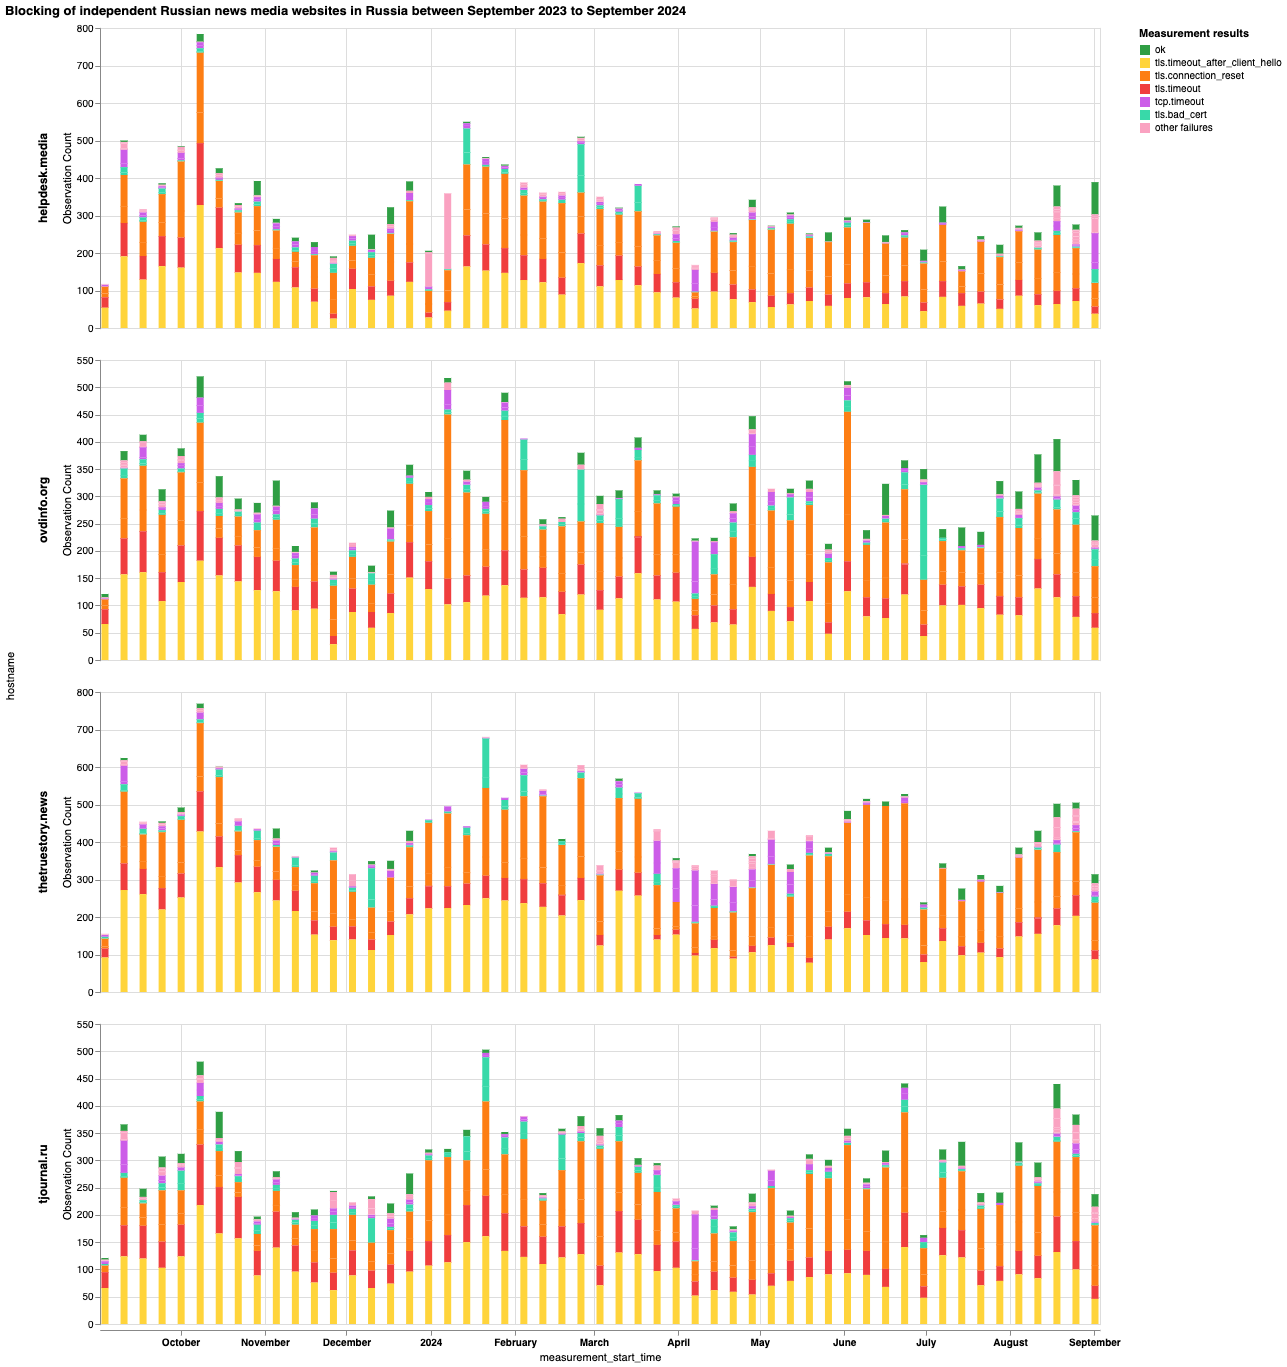 Blocking of independent Russian news media websites in Russia between September 2023 to September 2024
Measurement results
ok
tls.timeout_after_client_hello
tls.connection_reset
tls.timeout
tcp.timeout
tls.bad_cert
other failures
hostname
helpdesk.media
Observation Count
800
700
600
500
400
300
200
100
0
ovdinfo.org
Observation Count
550
500
450
400
350
300
250
200
150
100
50
0
thetruestory.news
Observation Count
800
700
600
500
400
300
200
100
0
tjournal.ru
Observation Count
550
500
450
400
350
300
250
200
150
100
50
0
October November December 2024 February March April May June July August September
measurement_start_time